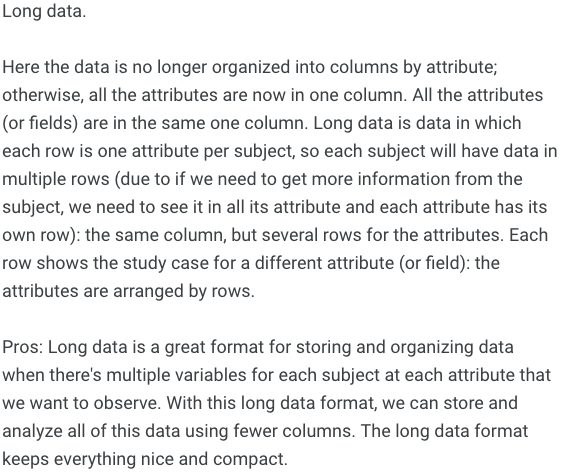 Long data.
Here the data is no longer organized into columns by attribute;
otherwise, all the attributes are now in one column. All the attributes
(or fields) are in the same one column. Long data is data in which
each row is one attribute per subject, so each subject will have data in
multiple rows (due to if we need to get more information from the
subject, we need to see it in all its attribute and each attribute has its
own row): the same column, but several rows for the attributes. Each
row shows the study case for a different attribute (or field): the
attributes are arranged by rows.
Pros: Long data is a great format for storing and organizing data
when there's multiple variables for each subject at each attribute that
we want to observe. With this long data format, we can store and
analyze all of this data using fewer columns. The long data format
keeps everything nice and compact.